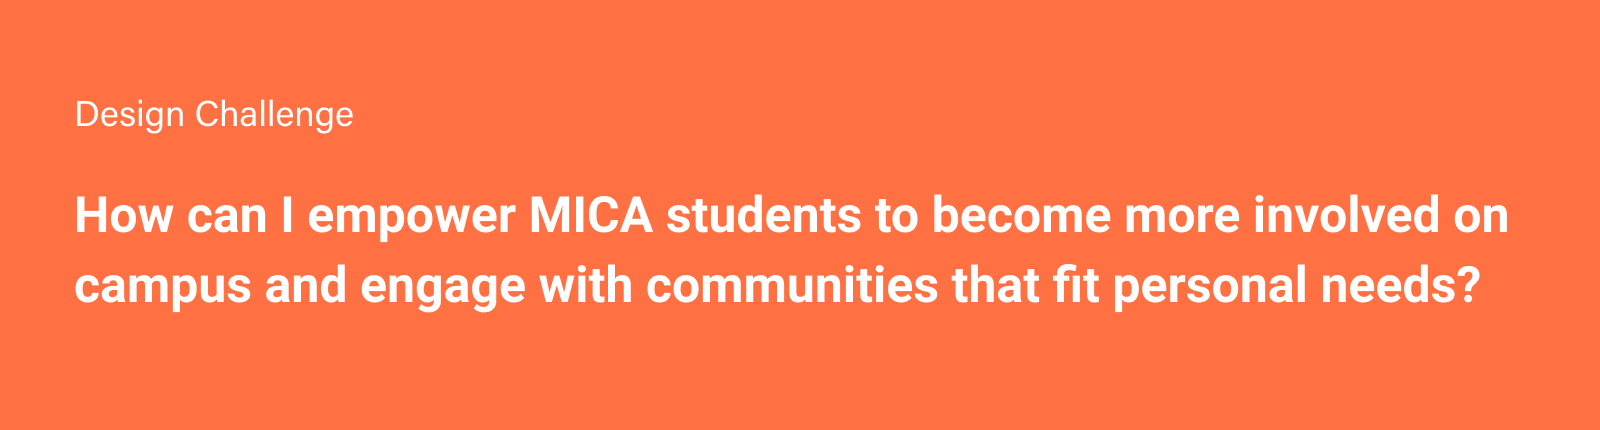 Design Challenge
How can I empower MICA students to become more involved on
campus and engage with communities that fit personal needs?